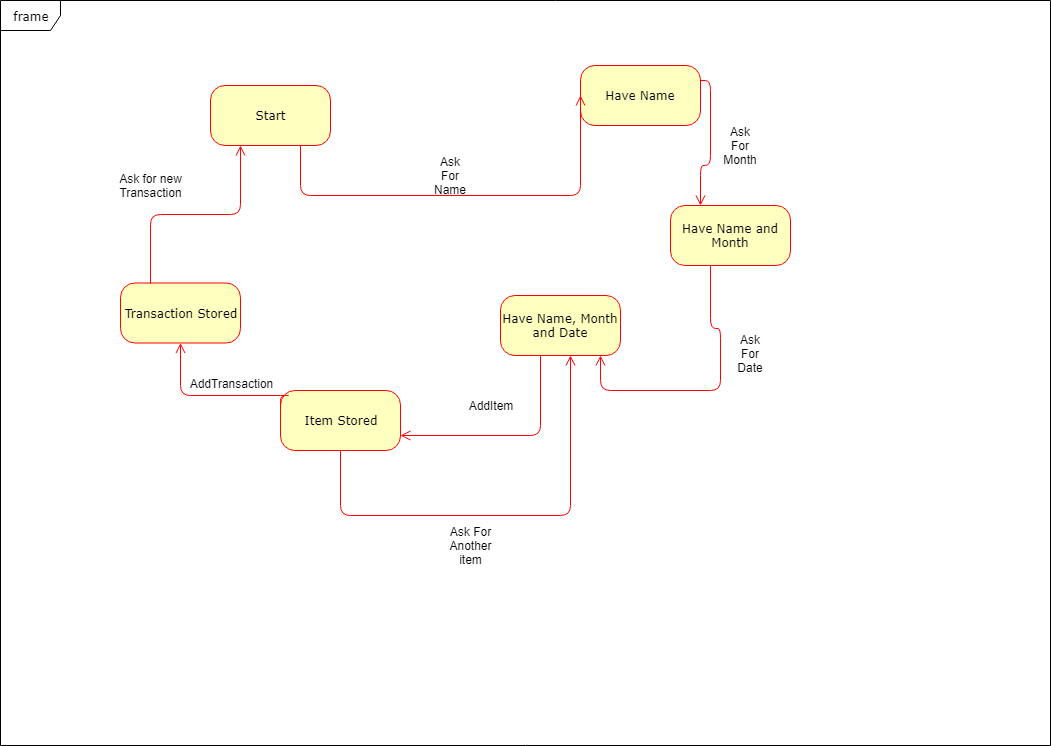 frame
Start
Have Name
Ask
For
Month
Ask
For
Name
Ask for new
Transaction
Have Name and
Month
Transaction Stored
Have Name, Month
and Date
Ask
For
Date
AddTransaction
AddItem
Item Stored
Ask For
Another
item